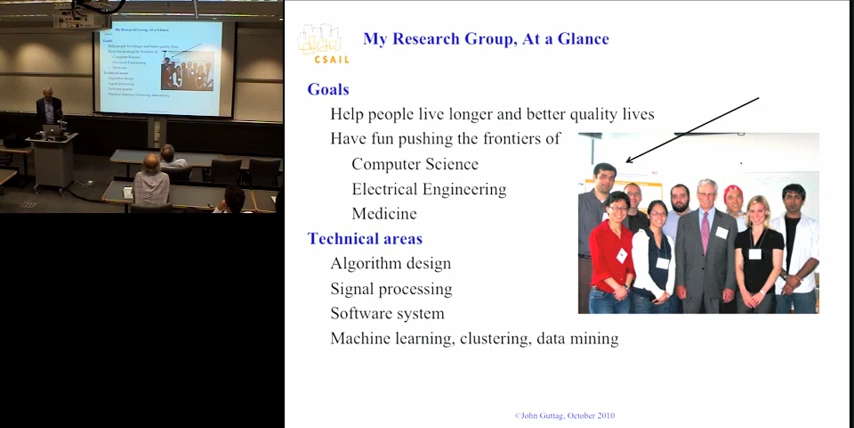 CSAIL
My Research Group, At a Glance
Goals
Help people live longer and better quality lives
Have fun pushing the frontiers of
Computer Science
Electrical Engineering
Medicine
Technical areas
Algorithm design
Signal processing
Software system
Machine learning, clustering, data mining
©John Guttag, October 2010